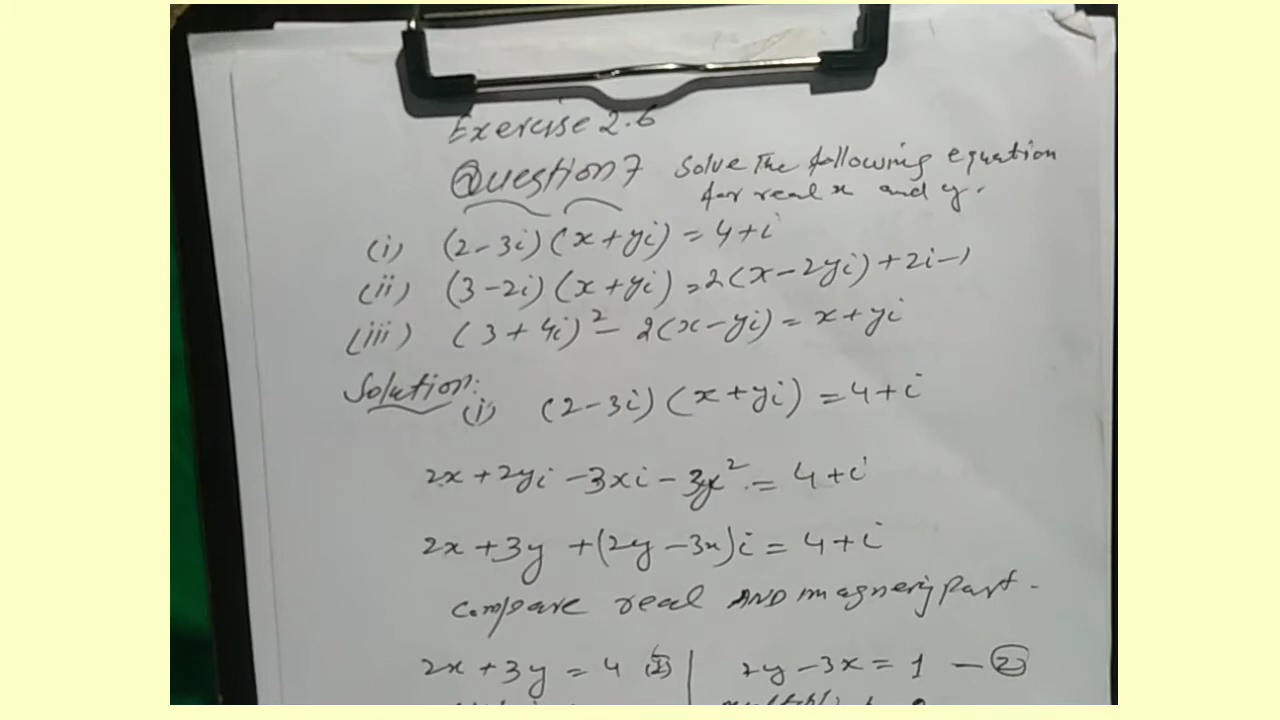 Exercise 2.6
Question 7 Solve The following equation
for real x and y.
(i) (2-3i)(x+yi) = 4+i
(ii) (3-2i)(x+yi) = 2(x-2yi)+2i-1
(iii) (3+4i)² - 2(x-yi) = x+yi
Solution:
(i) (2-3i)(x+yi) = 4+i
2x+2yi-3xi-3yi² = 4+i
2x+3y+(2y-3x)i = 4+i
Compare real AND imagnery part.
2x+3y = 4 (1) | 2y-3x = 1 — (2)